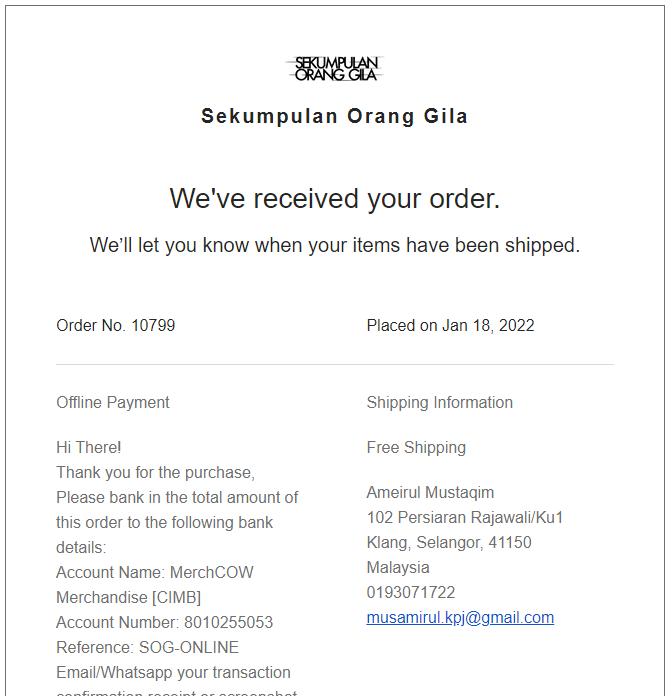 SEKUMPULAN
ORANG GILA
Sekumpulan Orang Gila
We've received your order.
We’ll let you know when your items have been shipped.
Order No. 10799
Placed on Jan 18, 2022
Offline Payment
Hi There!
Thank you for the purchase,
Please bank in the total amount of
this order to the following bank
details:
Account Name: MerchCOW
Merchandise [CIMB]
Account Number: 8010255053
Reference: SOG-ONLINE
Email/Whatsapp your transaction
confirmation receipt or screenshot
Shipping Information
Free Shipping
Ameirul Mustaqim
102 Persiaran Rajawali/Ku1
Klang, Selangor, 41150
Malaysia
0193071722
musamirul.kpj@gmail.com